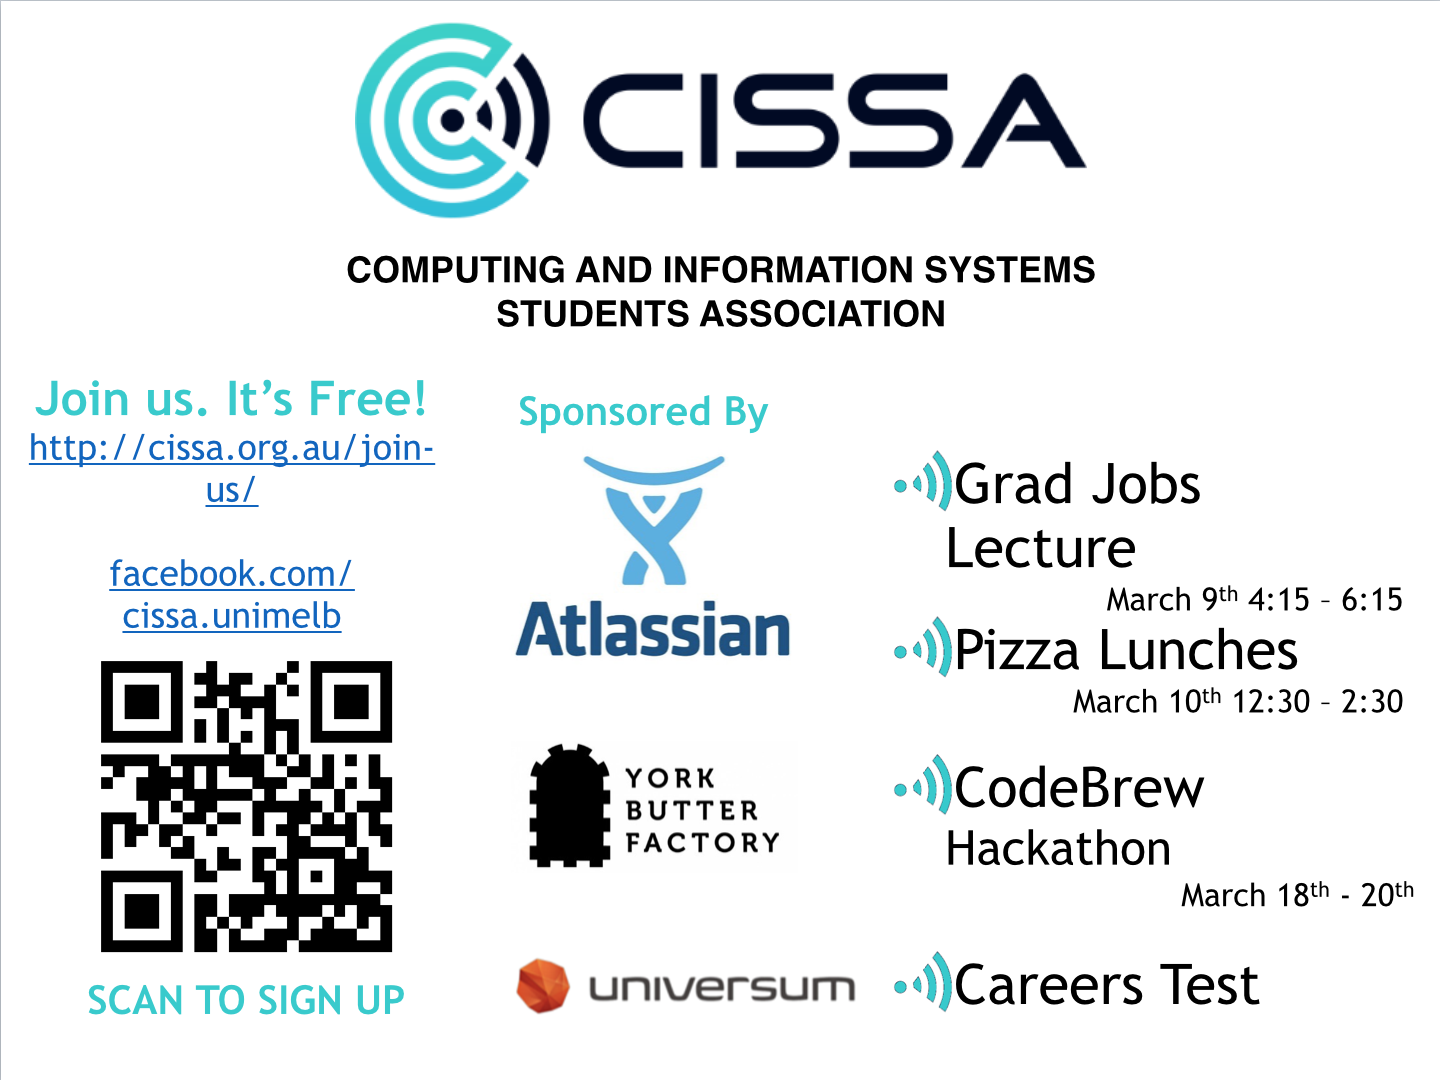 CISSA
COMPUTING AND INFORMATION SYSTEMS
STUDENTS ASSOCIATION
Join us. It’s Free!
http://cissa.org.au/join-
us/
facebook.com/
cissa.unimelb
SCAN TO SIGN UP
Sponsored By
Atlassian
YORK
BUTTER
FACTORY
universum
Grad Jobs
Lecture
March 9th 4:15 – 6:15
Pizza Lunches
March 10th 12:30 – 2:30
CodeBrew
Hackathon
March 18th - 20th
Careers Test